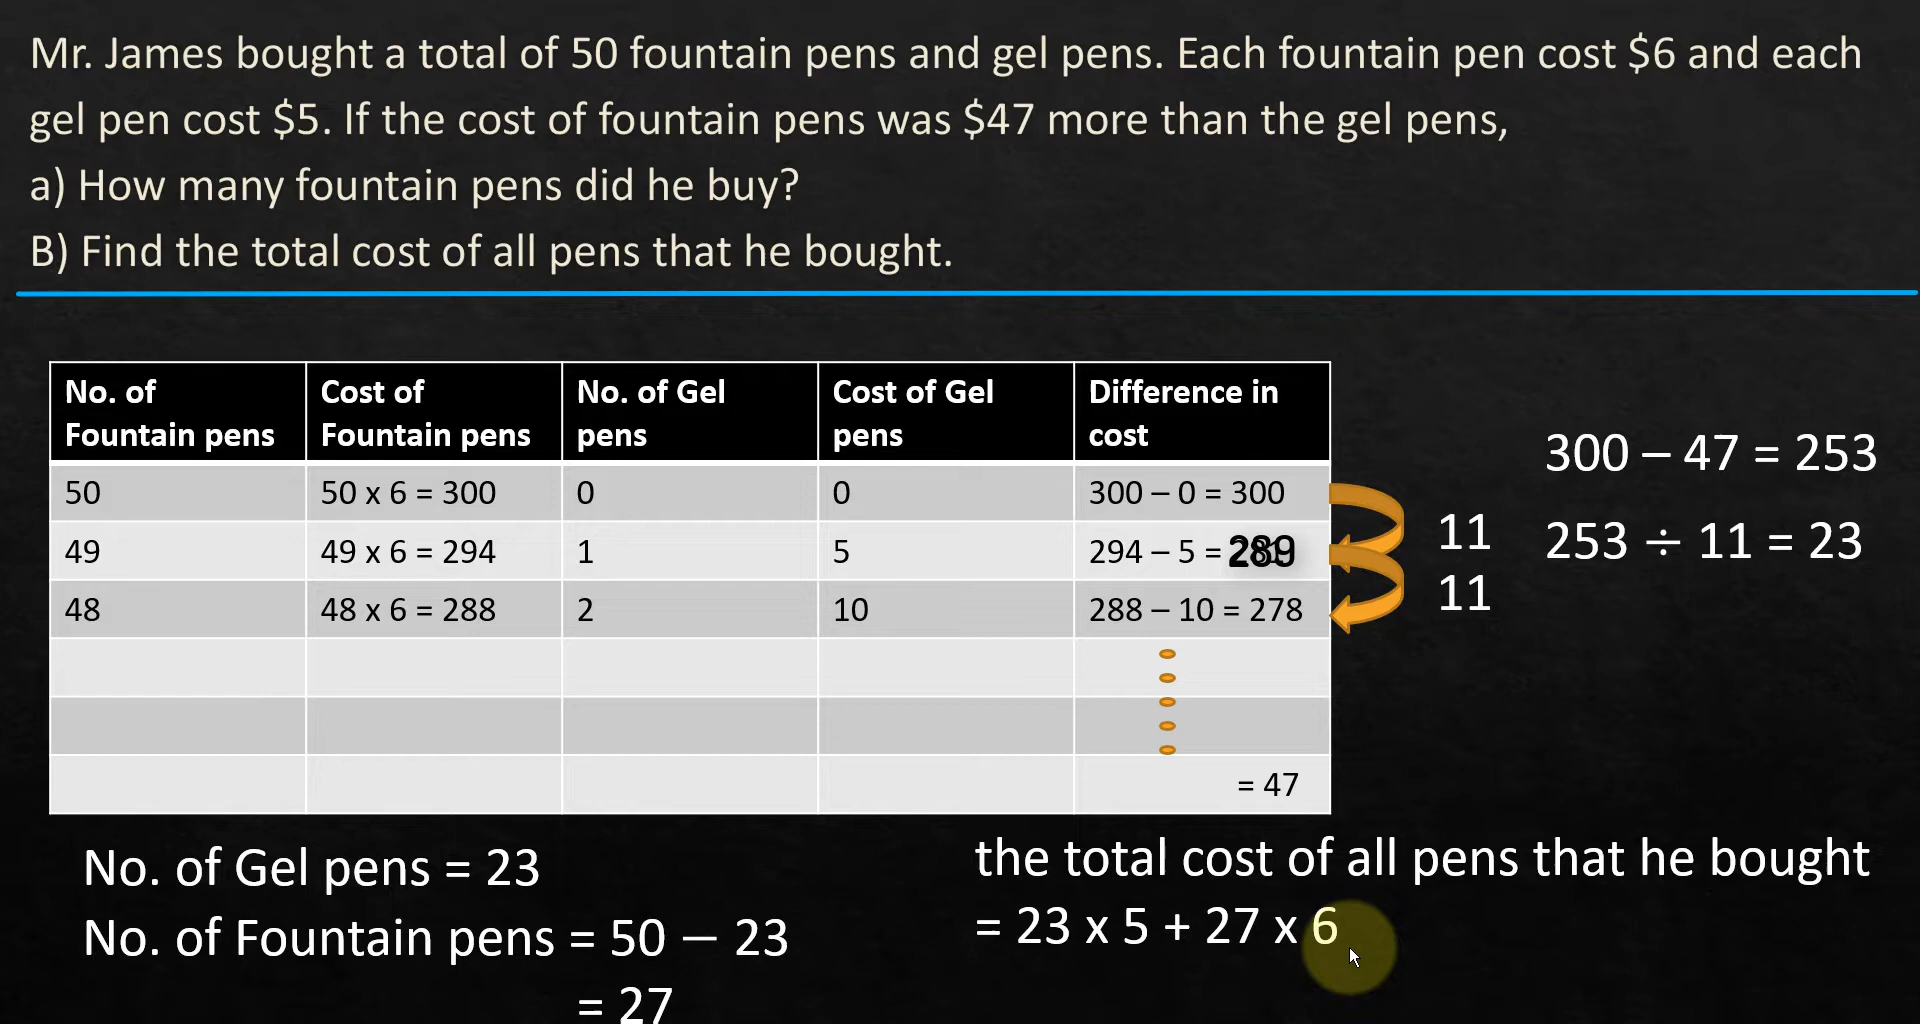 Mr. James bought a total of 50 fountain pens and gel pens. Each fountain pen cost $6 and each
gel pen cost $5. If the cost of fountain pens was $47 more than the gel pens,
a) How many fountain pens did he buy?
B) Find the total cost of all pens that he bought.
No. of Fountain pens Cost of Fountain pens No. of Gel pens Cost of Gel pens Difference in cost
50 50 x 6 = 300 0 0 300 – 0 = 300
49 49 x 6 = 294 1 5 294 – 5 = 289
48 48 x 6 = 288 2 10 288 – 10 = 278
= 47
11
11
300 – 47 = 253
253 ÷ 11 = 23
No. of Gel pens = 23
No. of Fountain pens = 50 – 23
= 27
the total cost of all pens that he bought
= 23 x 5 + 27 x 6